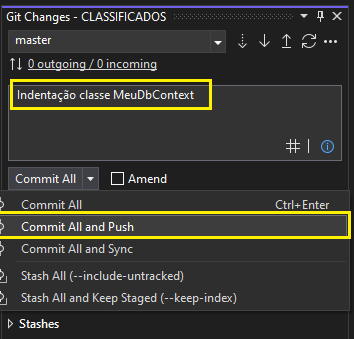 Git Changes - CLASSIFICADOS
master
0 outgoing / 0 incoming
Indentação classe MeuDbContext
Commit All
Amend
Commit All Ctrl+Enter
Commit All and Push
Commit All and Sync
Stash All (--include-untracked)
Stash All and Keep Staged (--keep-index)
Stashes